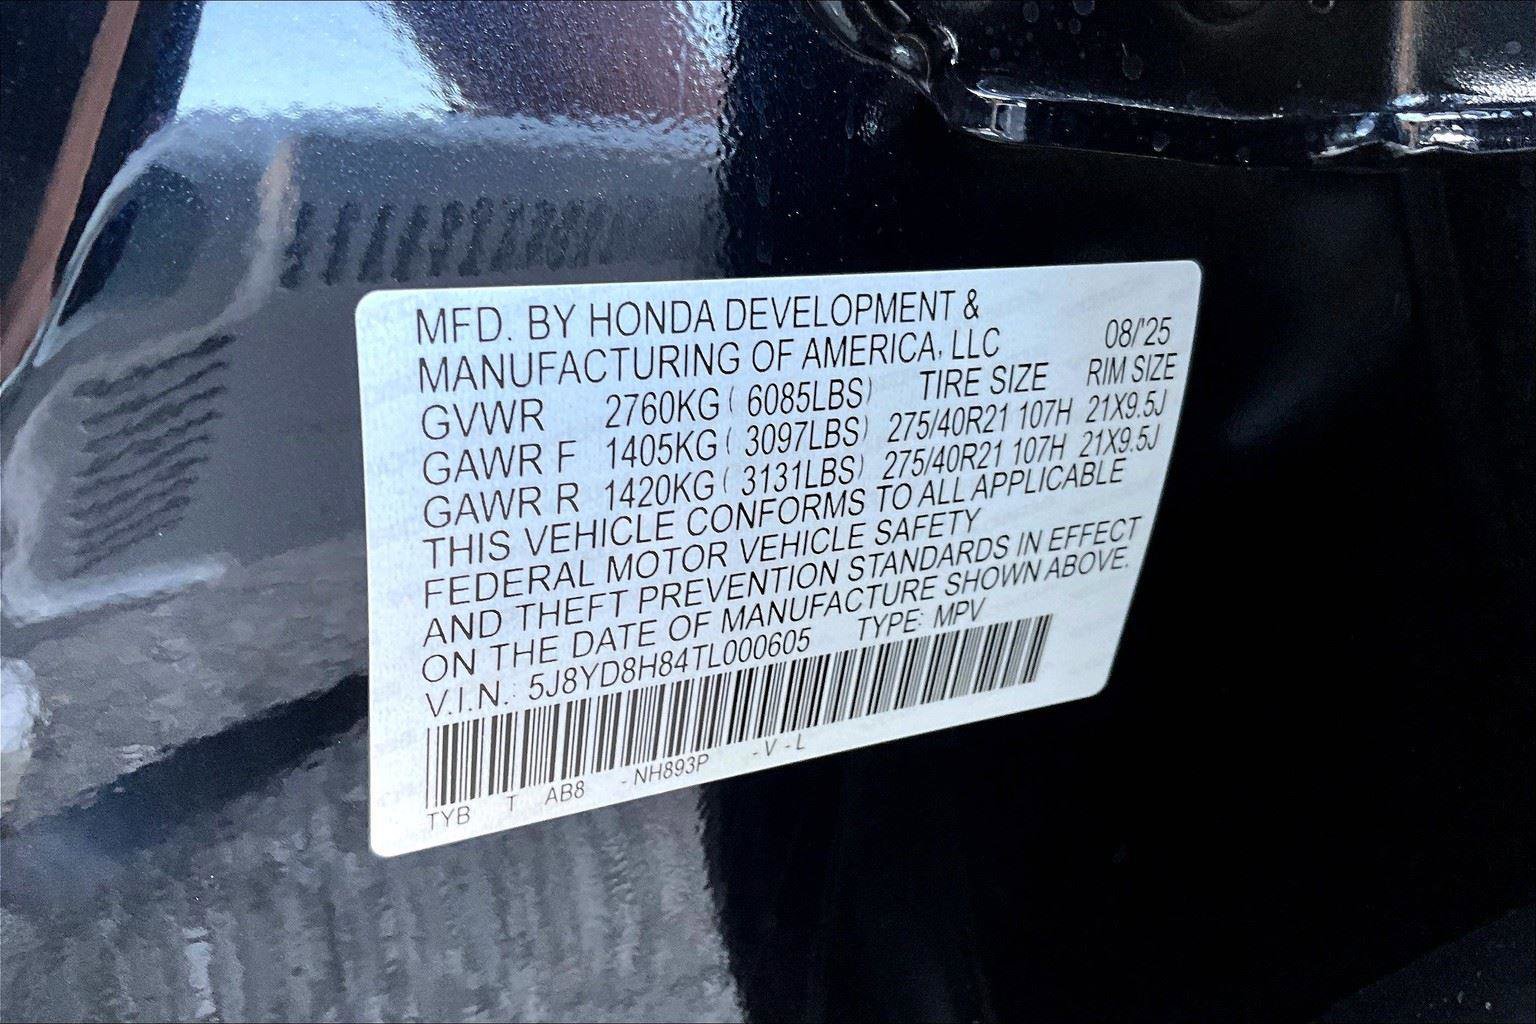 MFD. BY HONDA DEVELOPMENT &
MANUFACTURING OF AMERICA, LLC 08/'25
GVWR 2760KG ( 6085LBS) TIRE SIZE RIM SIZE
GAWR F 1405KG ( 3097LBS) 275/40R21 107H 21X9.5J
GAWR R 1420KG ( 3131LBS) 275/40R21 107H 21X9.5J
THIS VEHICLE CONFORMS TO ALL APPLICABLE
FEDERAL MOTOR VEHICLE SAFETY
AND THEFT PREVENTION STANDARDS IN EFFECT
ON THE DATE OF MANUFACTURE SHOWN ABOVE.
V.I.N.: 5J8YD8H84TL000605 TYPE: MPV
TYB T AB8 - NH893P - V - L